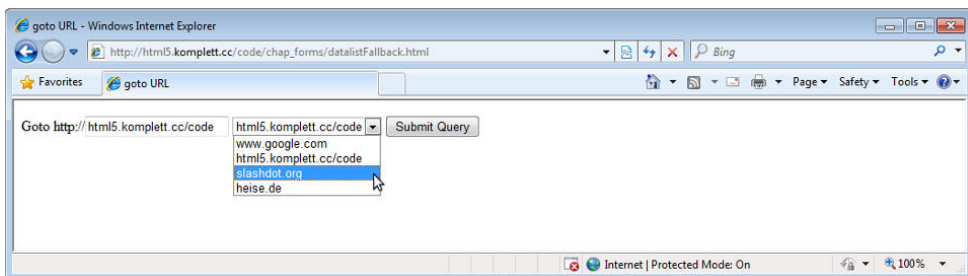 goto URL - Windows Internet Explorer
http://html5.komplett.cc/code/chap_forms/datalistFallback.html Bing
Favorites goto URL Page Safety Tools
Goto http://html5.komplett.cc/code html5.komplett.cc/code Submit Query
www.google.com
html5.komplett.cc/code
slashdot.org
heise.de
Internet | Protected Mode: On 100%